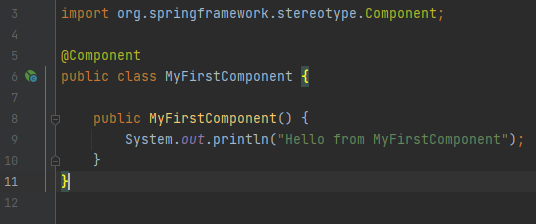 3 import org.springframework.stereotype.Component;
4
5 @Component
6 public class MyFirstComponent {
7
8 public MyFirstComponent() {
9 System.out.println("Hello from MyFirstComponent");
10 }
11 }
12